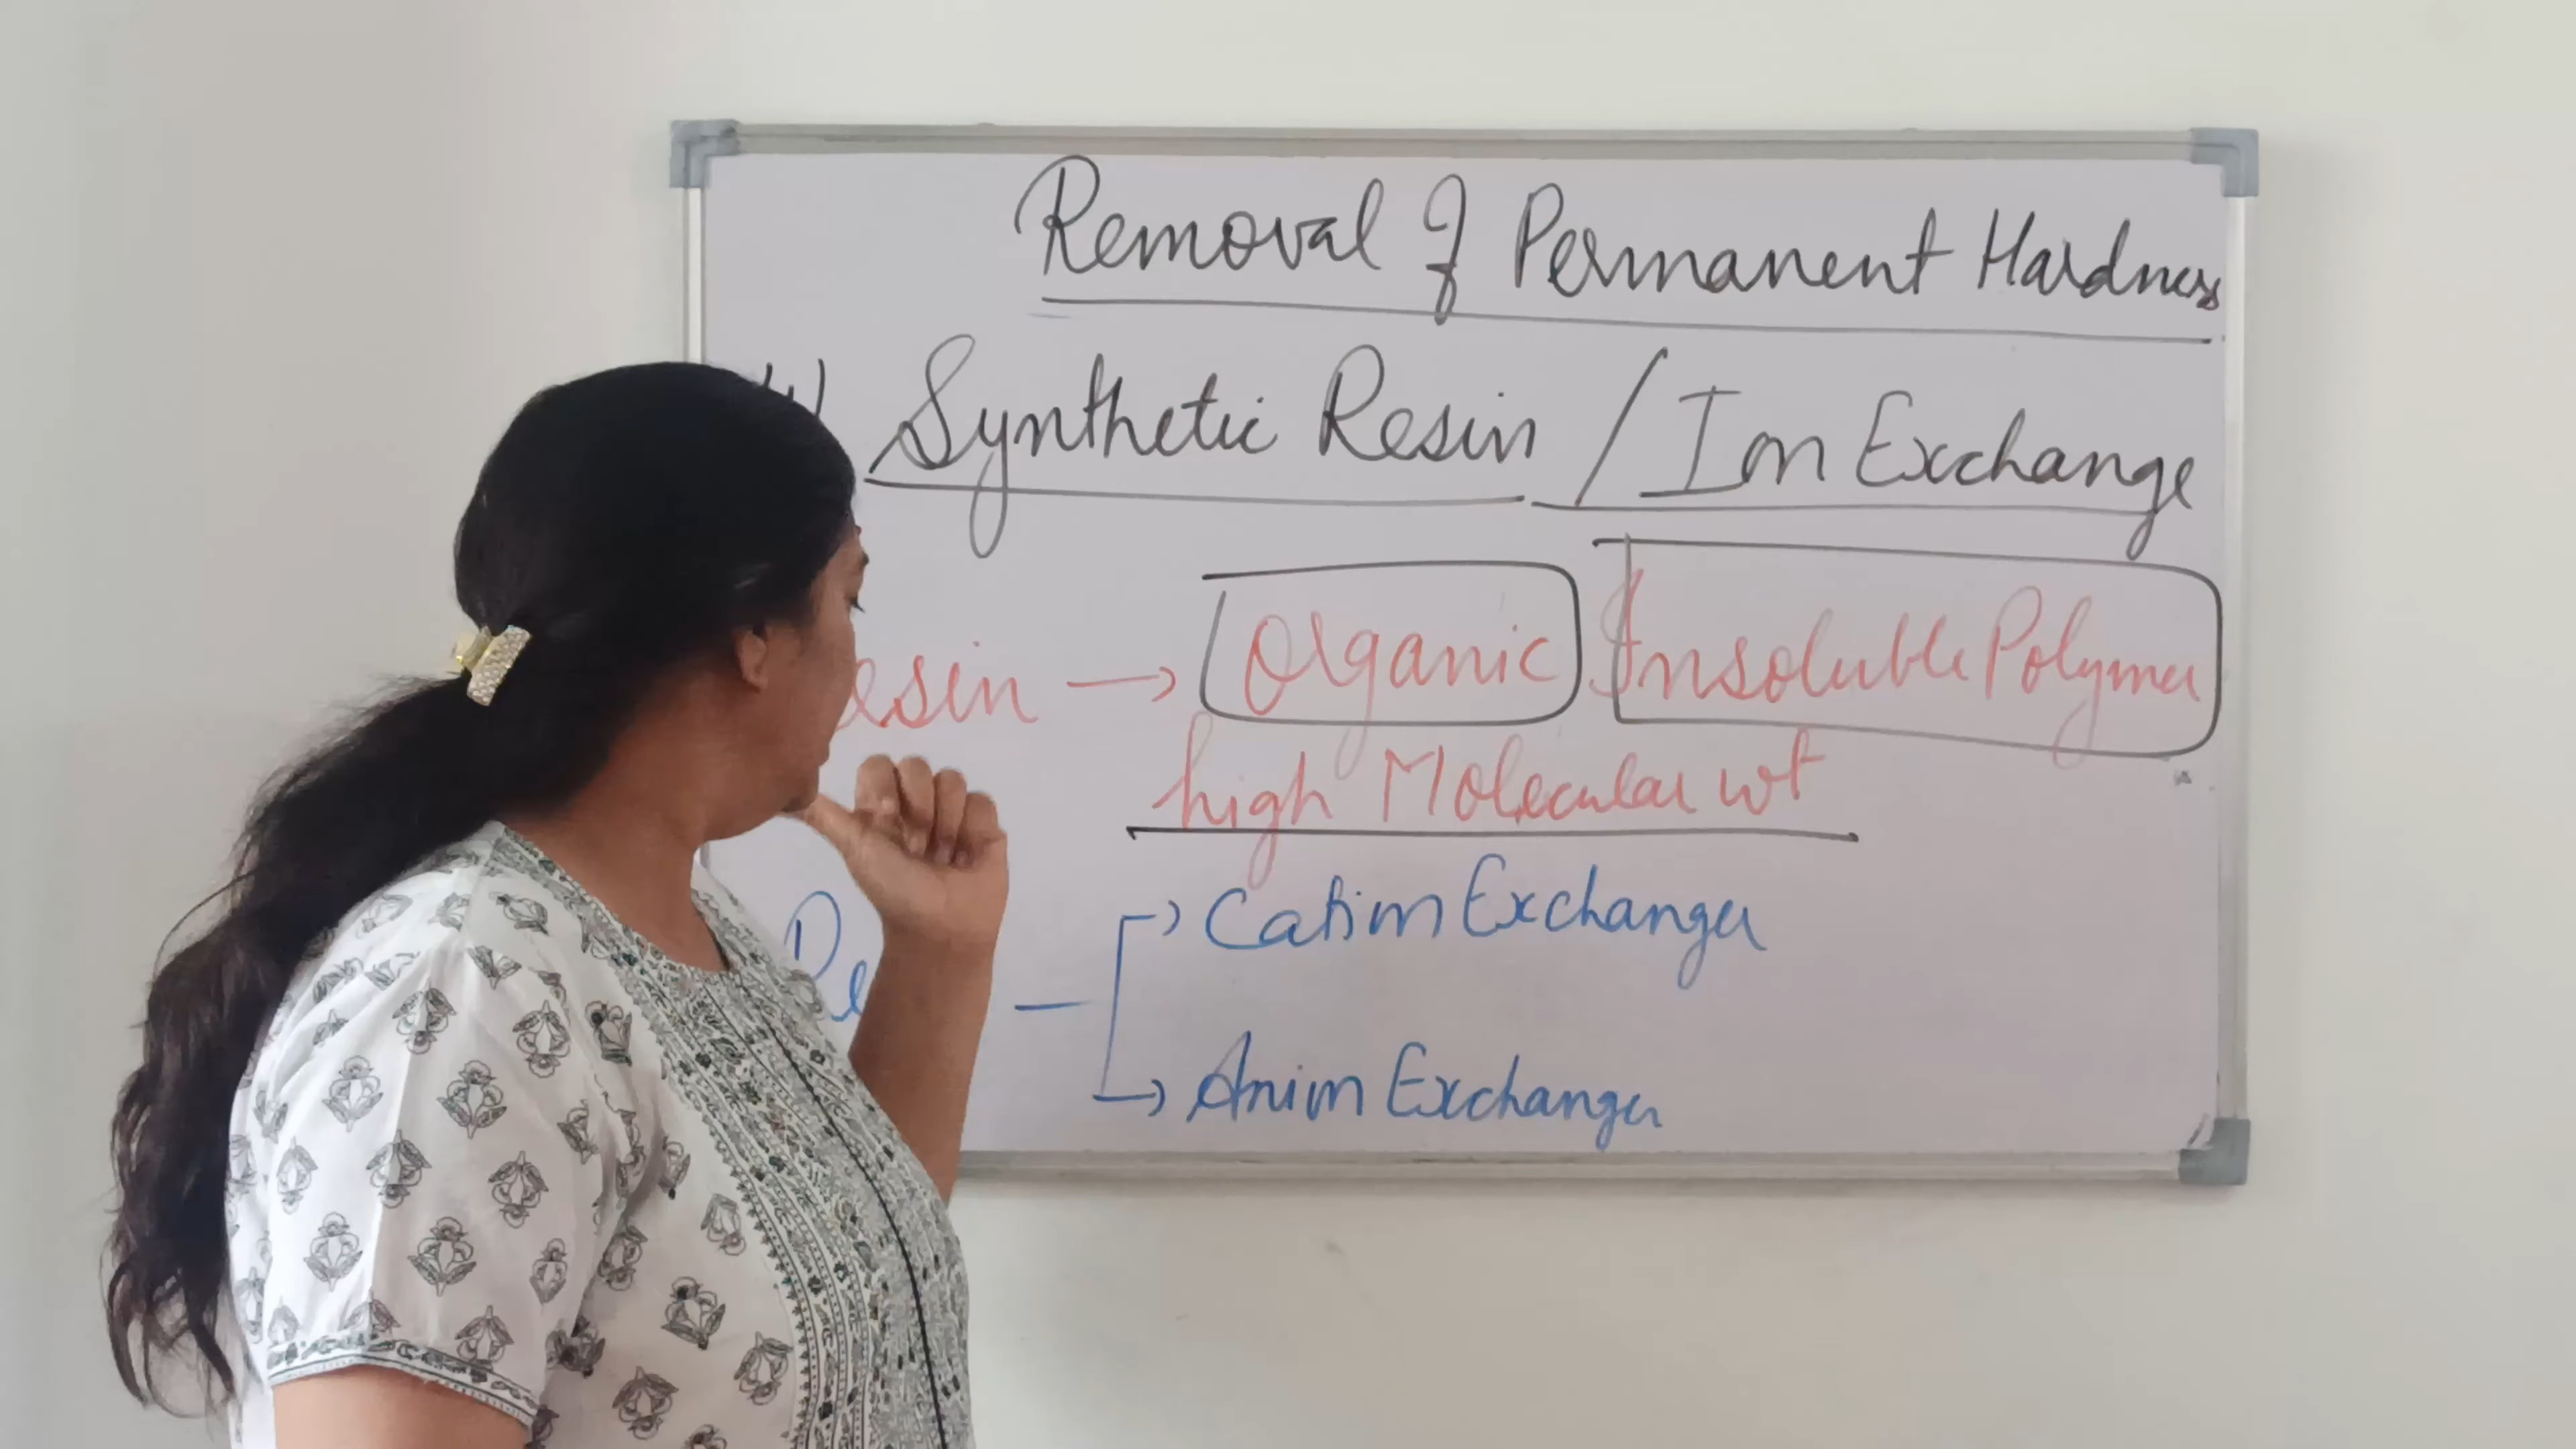 Removal of Permanent Hardness
Synthetic Resin / Ion Exchange
esin → Organic Insoluble Polymer
high Molecular wt
Cation Exchanger
Re
Anion Exchanger